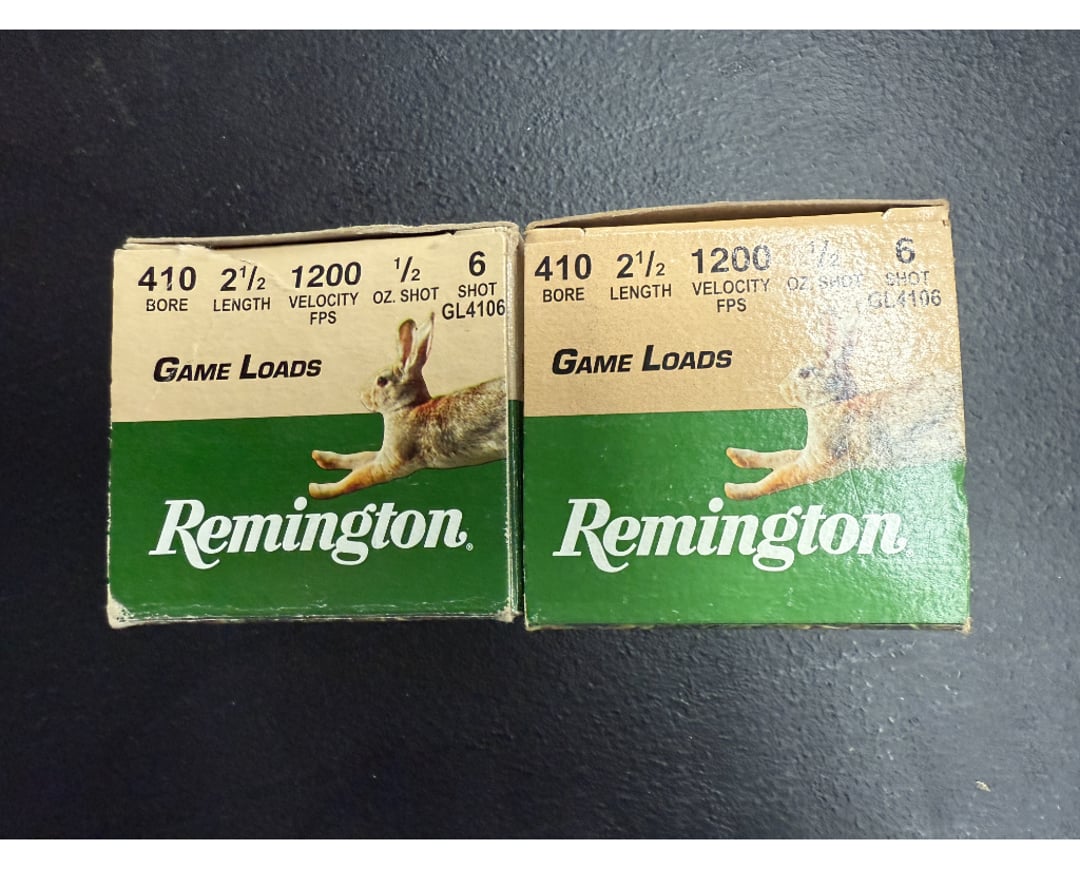 410 2 1/2 1200 1/2 6
BORE LENGTH VELOCITY FPS OZ. SHOT SHOT
GL4106
GAME LOADS
Remington®
410 2 1/2 1200 1/2 6
BORE LENGTH VELOCITY FPS OZ. SHOT SHOT
GL4106
GAME LOADS
Remington